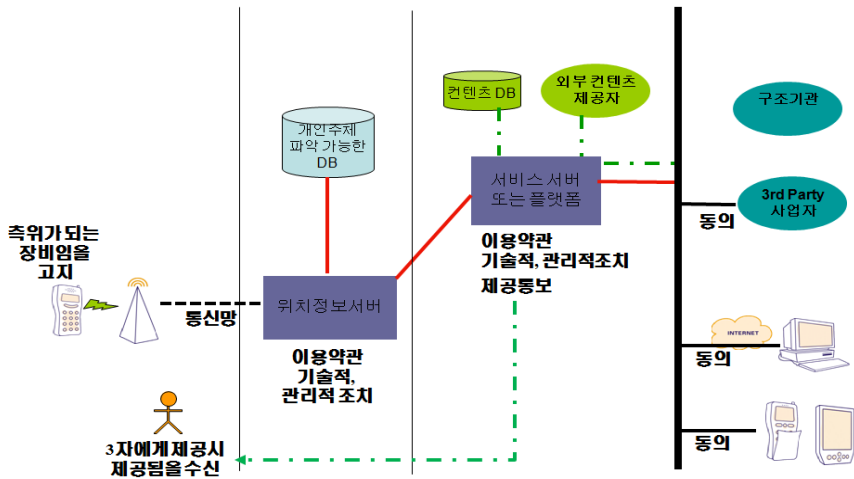 측위가 되는
장비임을
고지
통신망
3자에게 제공시
제공됨을 수신
개인주체
파악 가능한
DB
위치정보서버
이용약관
기술적,
관리적 조치
컨텐츠 DB
외부 컨텐츠
제공자
서비스 서버
또는 플랫폼
이용약관
기술적, 관리적조치
제공통보
구조기관
3rd Party
사업자
동의
INTERNET
동의
동의